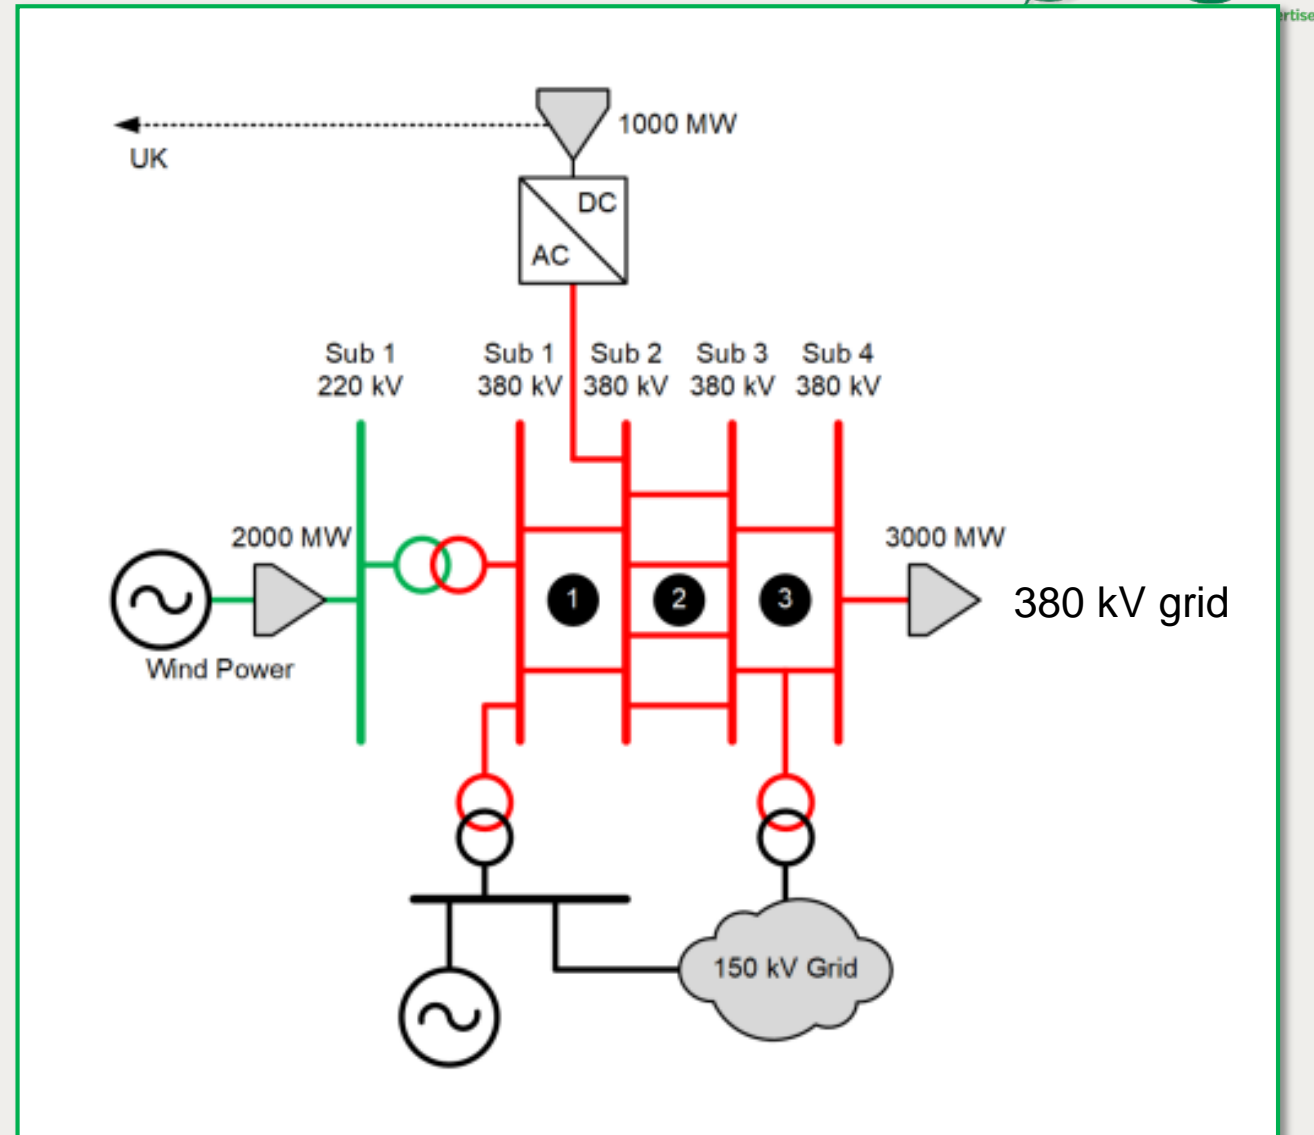 ertise
1000 MW
UK
DC
AC
Sub 1
220 kV
Sub 1
380 kV
Sub 2
380 kV
Sub 3
380 kV
Sub 4
380 kV
2000 MW
3000 MW
1
2
3
380 kV grid
Wind Power
150 kV Grid